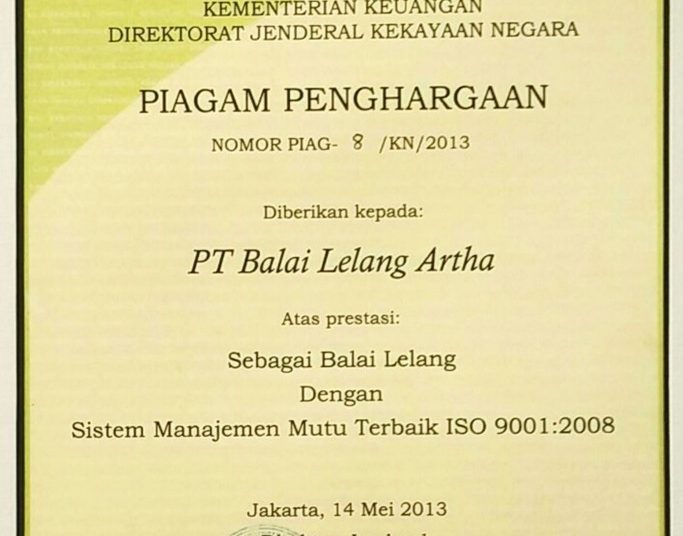 KEMENTERIAN KEUANGAN
DIREKTORAT JENDERAL KEKAYAAN NEGARA
PIAGAM PENGHARGAAN
NOMOR PIAG- 8 /KN/2013
Diberikan kepada:
PT Balai Lelang Artha
Atas prestasi:
Sebagai Balai Lelang
Dengan
Sistem Manajemen Mutu Terbaik ISO 9001:2008
Jakarta, 14 Mei 2013